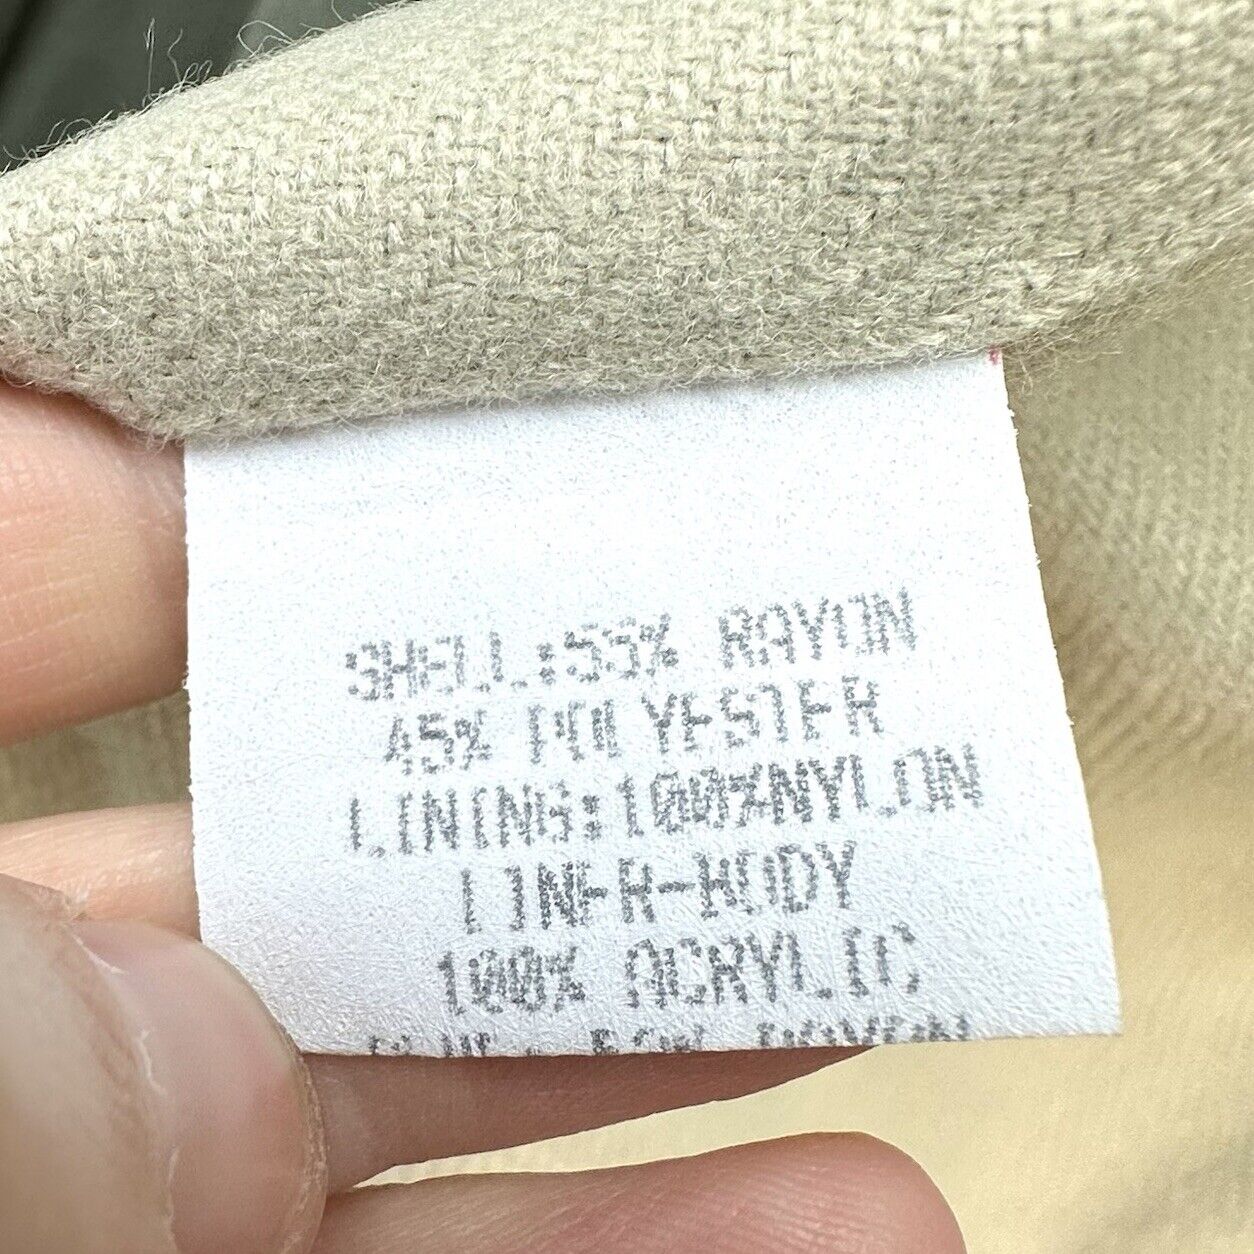 SHELL:55% RAYON
45% POLYESTER
LINING:100%NYLON
LINER-BODY
100% ACRYLIC